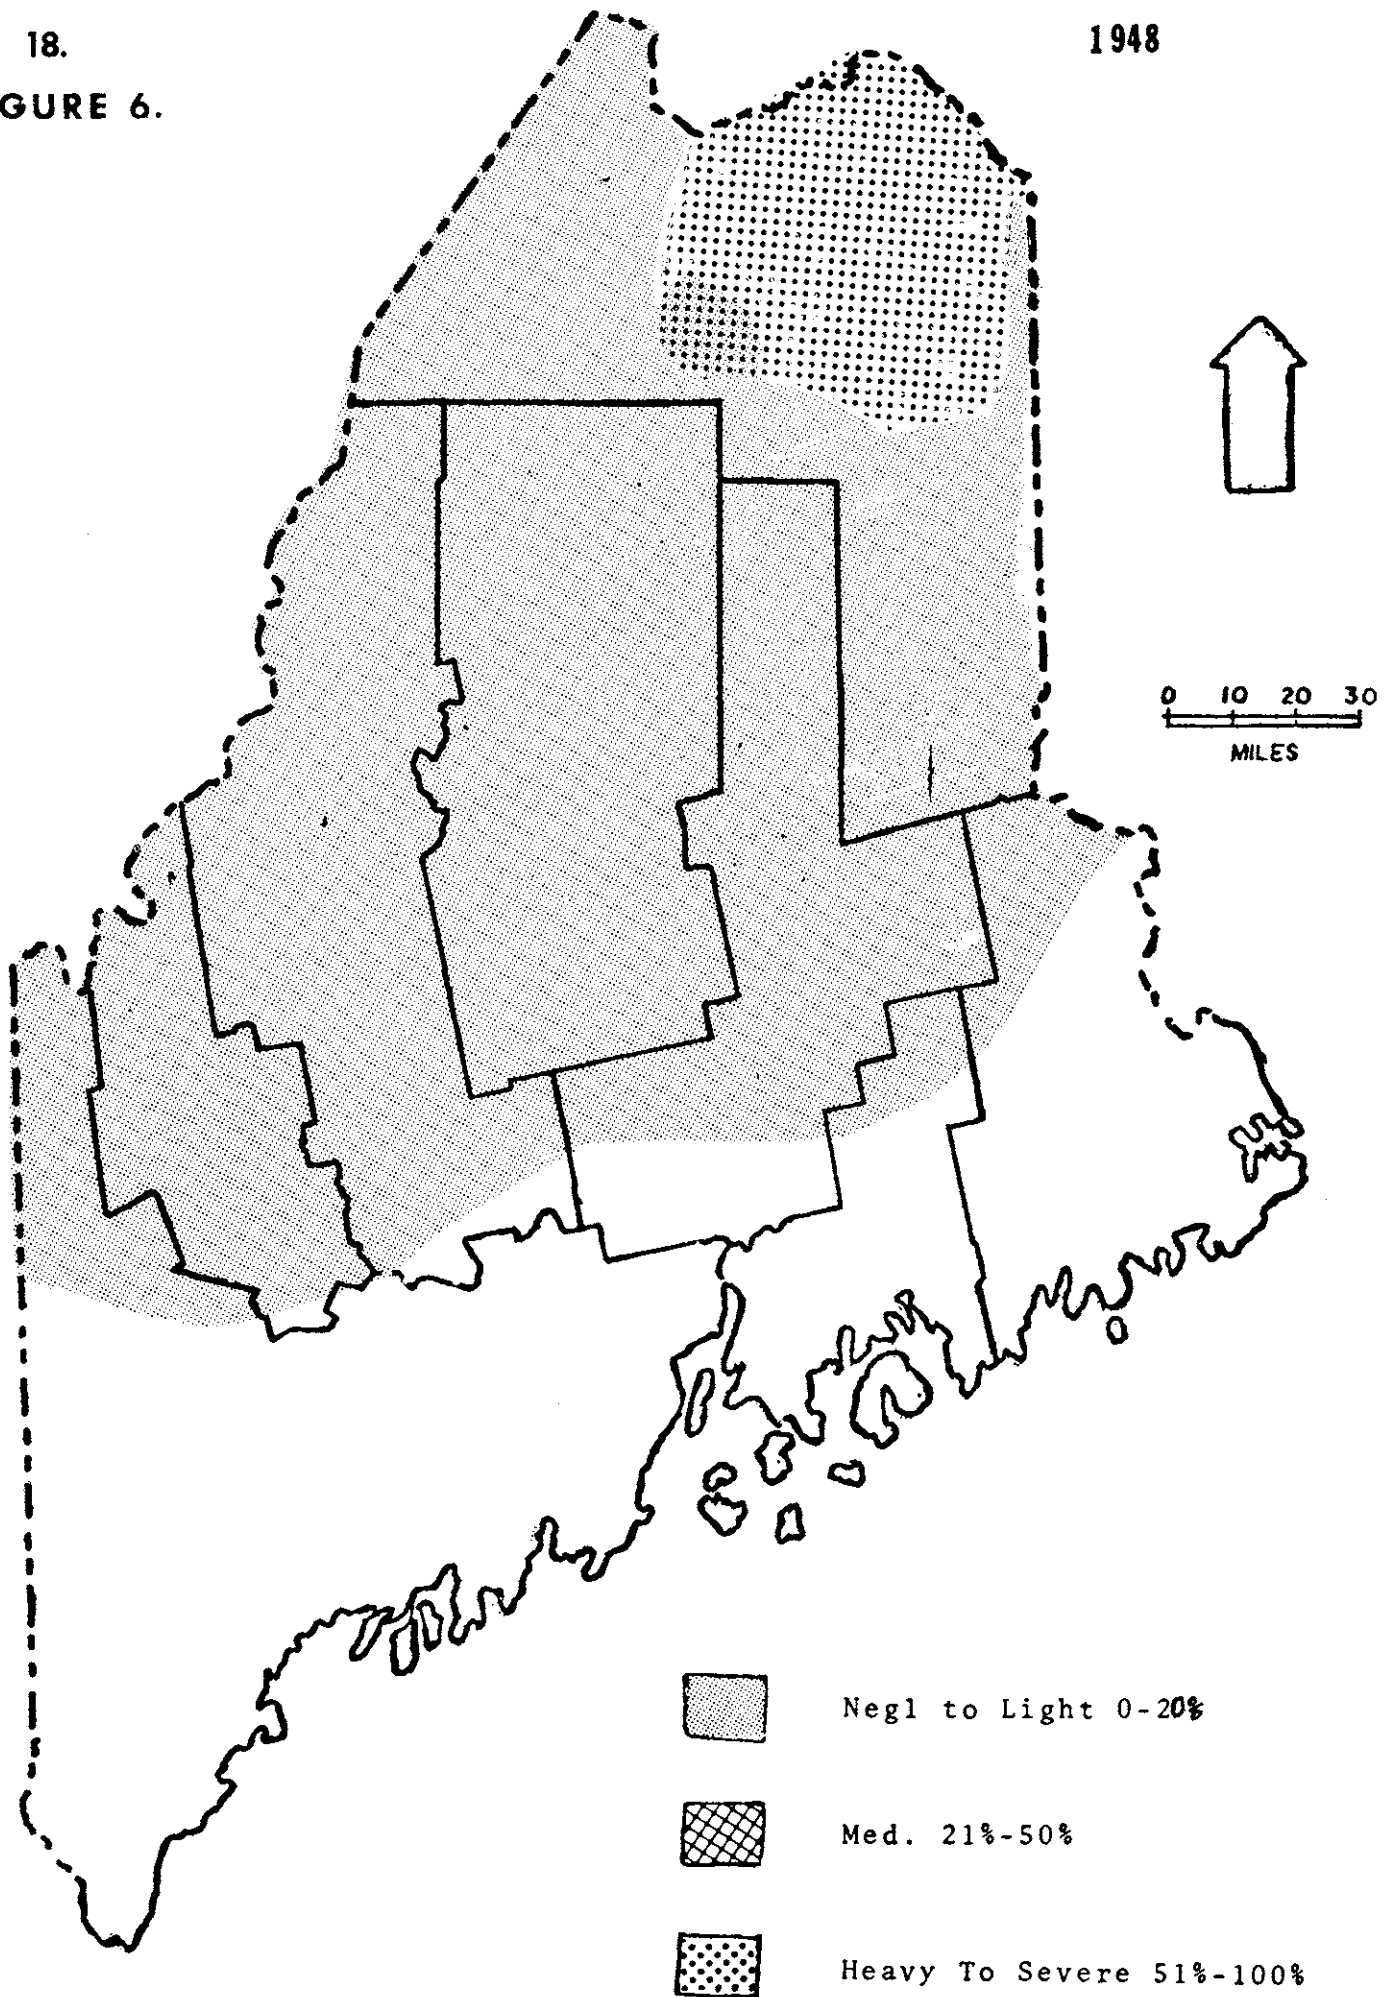 18.
1948
GURE 6.
0 10 20 30
MILES
Negl to Light 0-20%
Med. 21%-50%
Heavy To Severe 51%-100%